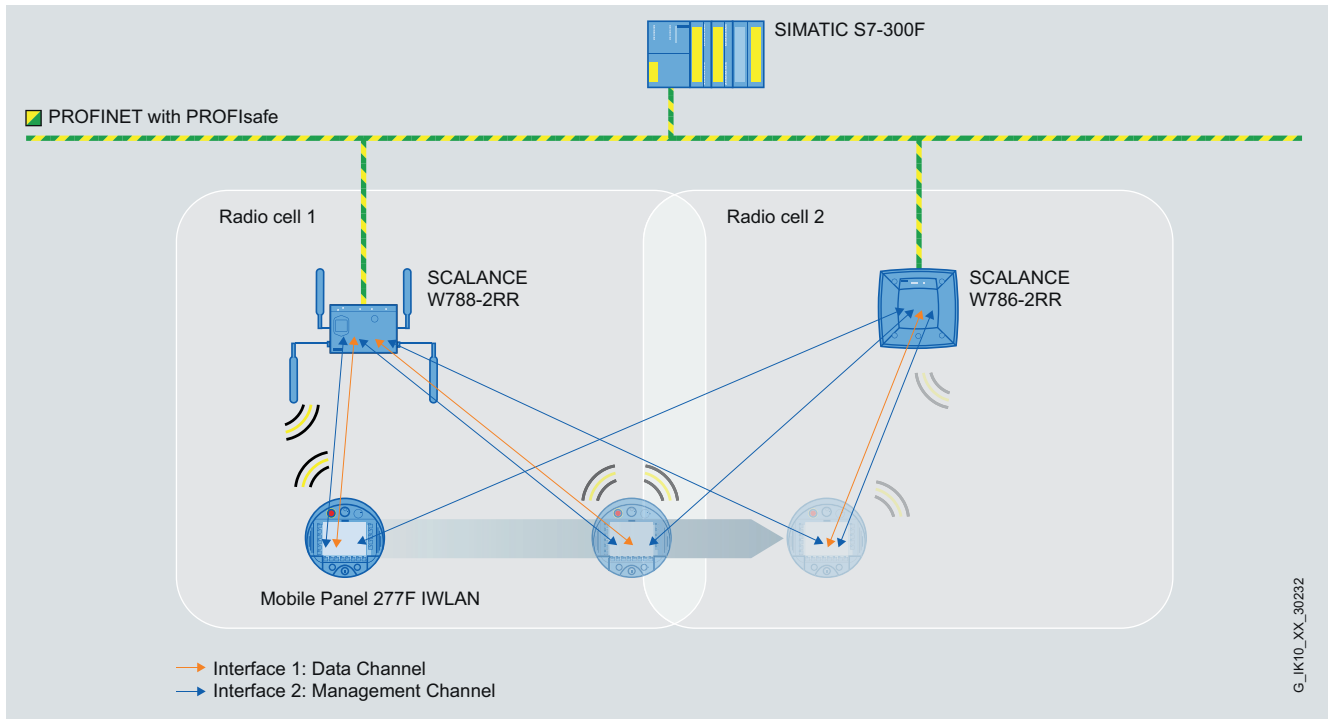 SIMATIC S7-300F
PROFINET with PROFIsafe
Radio cell 1
Radio cell 2
SCALANCE
W788-2RR
SCALANCE
W786-2RR
Mobile Panel 277F IWLAN
Interface 1: Data Channel
Interface 2: Management Channel
G_IK10_XX_30232